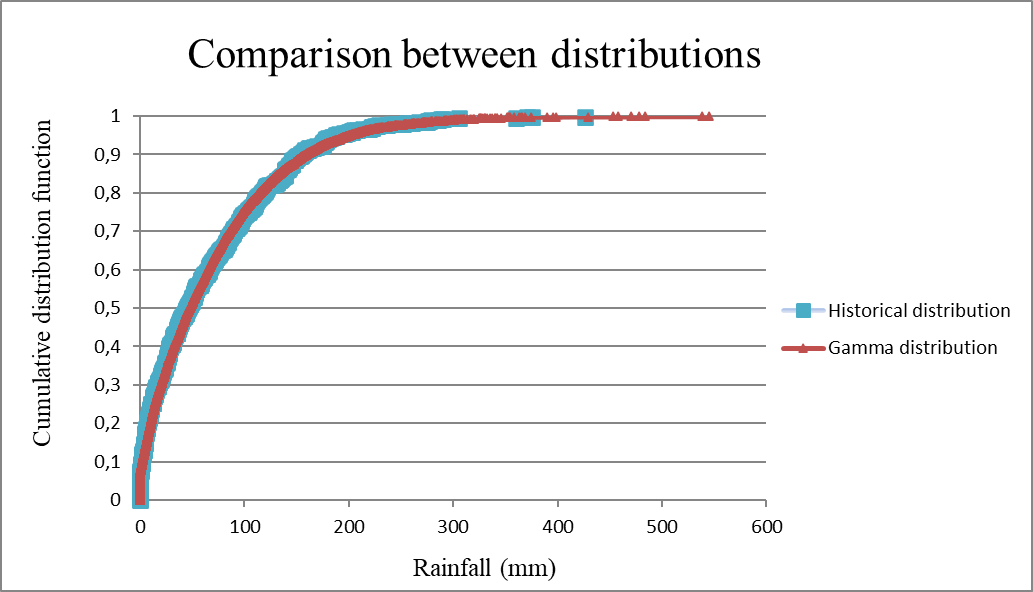 Comparison between distributions
Cumulative distribution function
1
0,9
0,8
0,7
0,6
0,5
0,4
0,3
0,2
0,1
0
0 100 200 300 400 500 600
Rainfall (mm)
Historical distribution
Gamma distribution